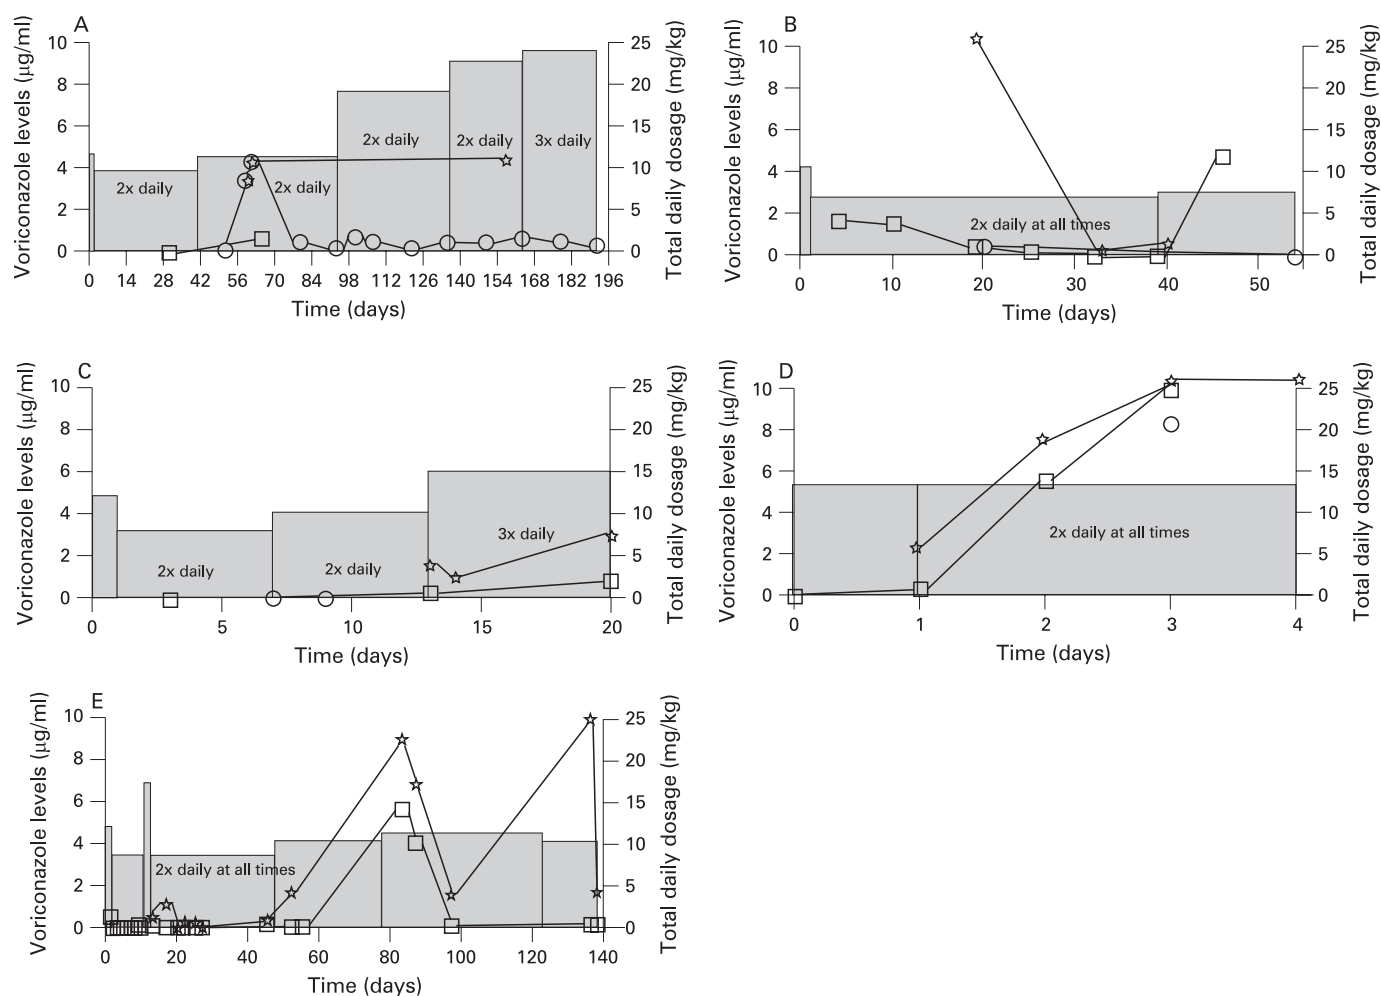 A
Voriconazole levels (µg/ml)
10
8
6
4
2
0
2x daily
2x daily
2x daily
2x daily
3x daily
25
20
15
10
5
0
Total daily dosage (mg/kg)
0 14 28 42 56 70 84 98 112 126 140 154 168 182 196
Time (days)
B
Voriconazole levels (µg/ml)
10
8
6
4
2
0
2x daily at all times
25
20
15
10
5
0
Total daily dosage (mg/kg)
0 10 20 30 40 50
Time (days)
C
Voriconazole levels (µg/ml)
10
8
6
4
2
0
2x daily
2x daily
3x daily
25
20
15
10
5
0
Total daily dosage (mg/kg)
0 5 10 15 20
Time (days)
D
Voriconazole levels (µg/ml)
10
8
6
4
2
0
2x daily at all times
25
20
15
10
5
0
Total daily dosage (mg/kg)
0 1 2 3 4
Time (days)
E
Voriconazole levels (µg/ml)
10
8
6
4
2
0
2x daily at all times
25
20
15
10
5
0
Total daily dosage (mg/kg)
0 20 40 60 80 100 120 140
Time (days)